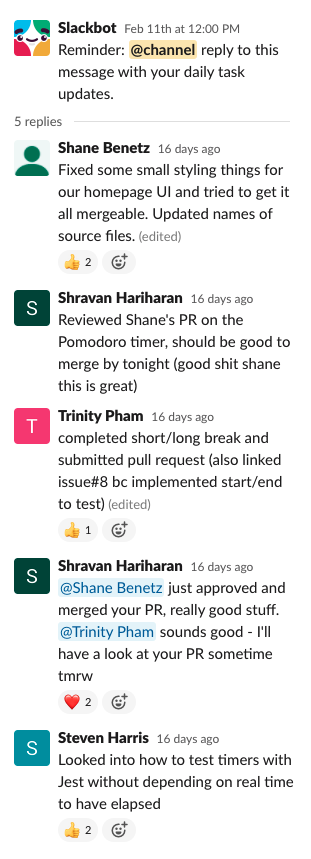 Slackbot Feb 11th at 12:00 PM
Reminder: @channel reply to this
message with your daily task
updates.
5 replies
Shane Benetz 16 days ago
Fixed some small styling things for
our homepage UI and tried to get it
all mergeable. Updated names of
source files. (edited)
👍 2
S
Shravan Hariharan 16 days ago
Reviewed Shane's PR on the
Pomodoro timer, should be good to
merge by tonight (good shit shane
this is great)
T
Trinity Pham 16 days ago
completed short/long break and
submitted pull request (also linked
issue#8 bc implemented start/end
to test) (edited)
👍 1
S
Shravan Hariharan 16 days ago
@Shane Benetz just approved and
merged your PR, really good stuff.
@Trinity Pham sounds good - I'll
have a look at your PR sometime
tmrw
❤️ 2
S
Steven Harris 16 days ago
Looked into how to test timers with
Jest without depending on real time
to have elapsed
👍 2